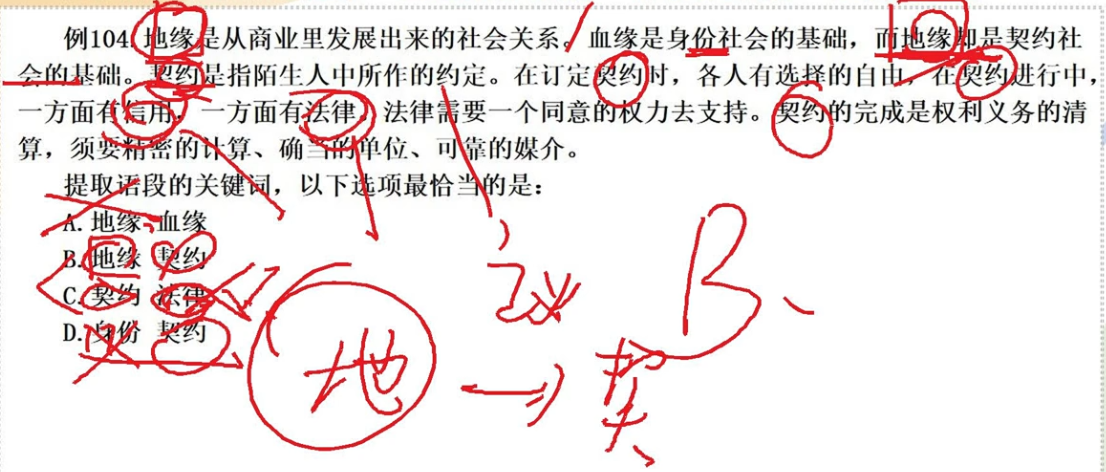 例104 地缘是从商业里发展出来的社会关系。血缘是身份社会的基础，而地缘却是契约社
会的基础。契约是指陌生人中所作的约定。在订定契约时，各人有选择的自由，在契约进行中，
一方面有信用，一方面有法律。法律需要一个同意的权力去支持。契约的完成是权利义务的清
算，须要精密的计算、确当的单位、可靠的媒介。
提取语段的关键词，以下选项最恰当的是：
A. 地缘 血缘
B. 地缘 契约
C. 契约 法律
D. 身份 契约
B、
地 契